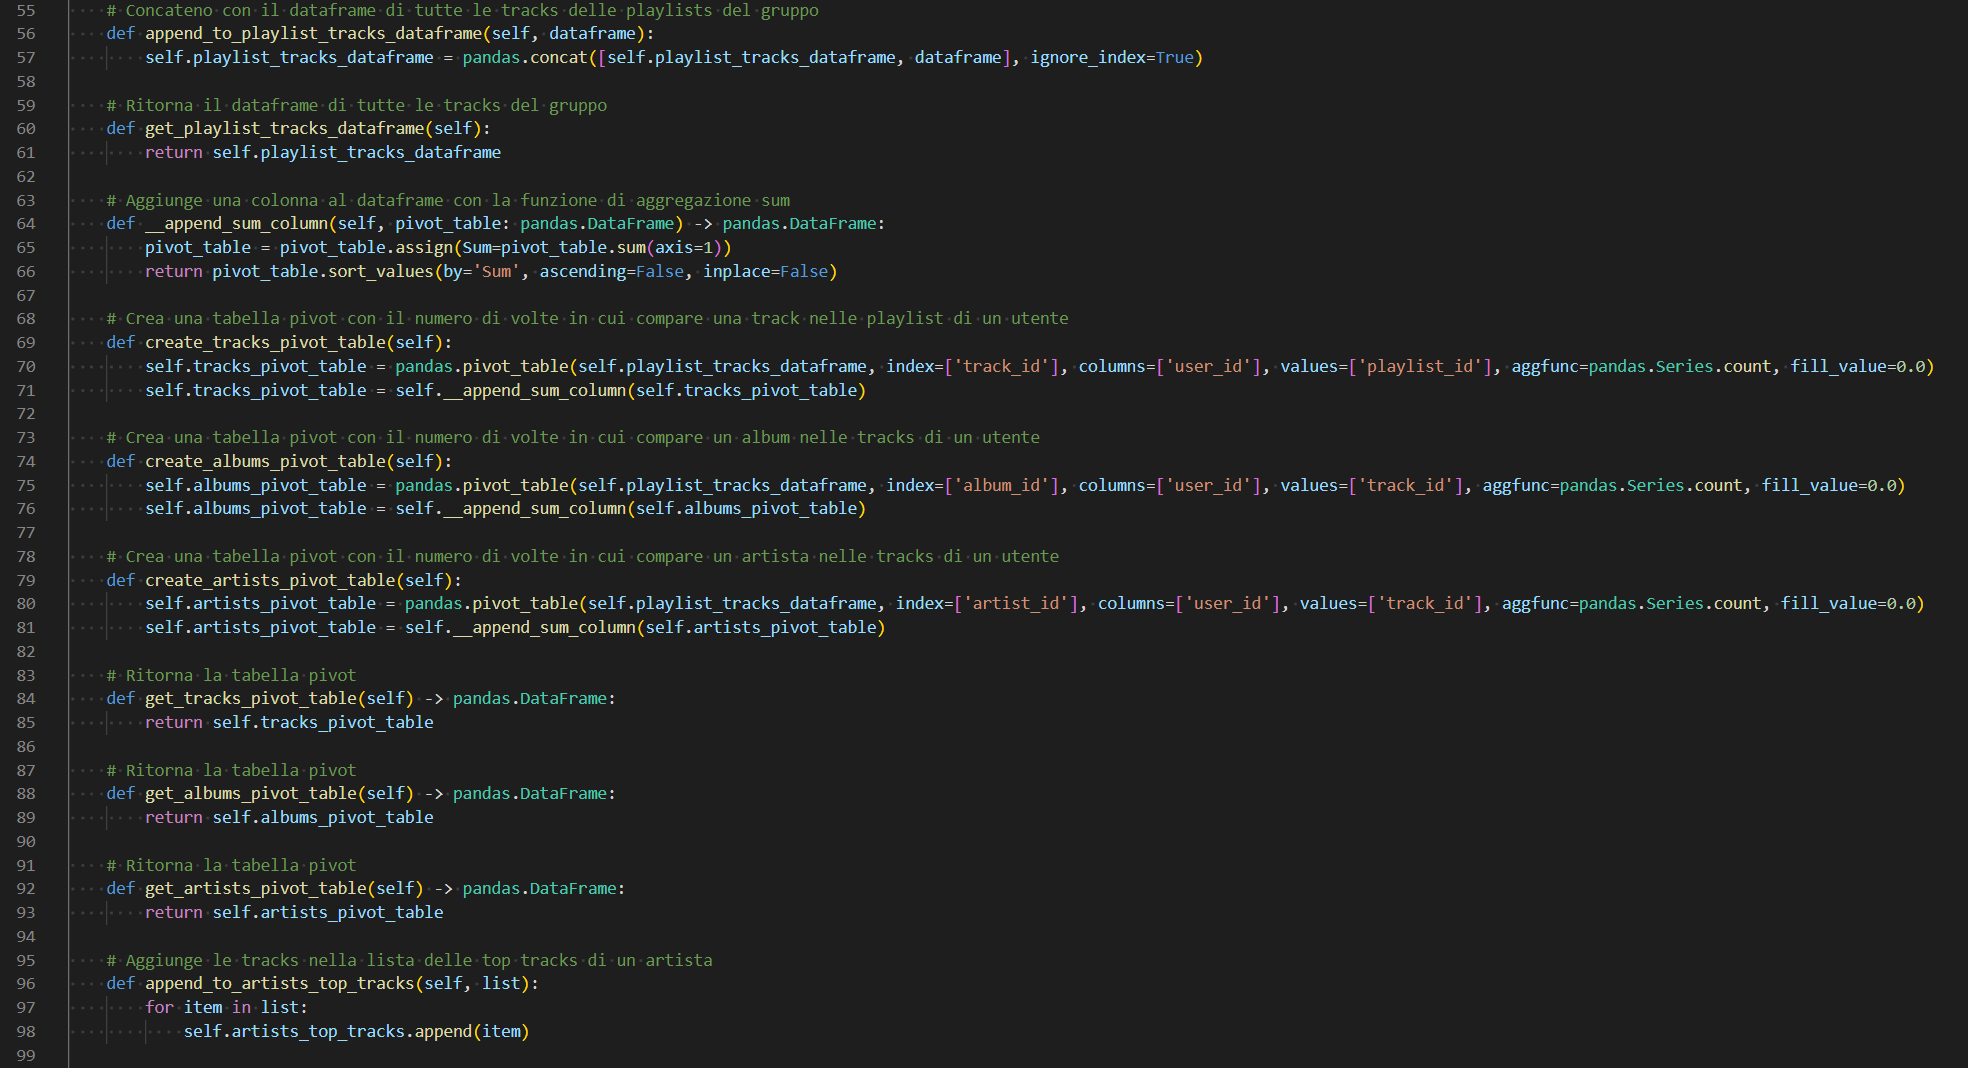 55 # Concateno con il dataframe di tutte le tracks delle playlists del gruppo
56 def append_to_playlist_tracks_dataframe(self, dataframe):
57 self.playlist_tracks_dataframe = pandas.concat([self.playlist_tracks_dataframe, dataframe], ignore_index=True)
58
59 # Ritorna il dataframe di tutte le tracks del gruppo
60 def get_playlist_tracks_dataframe(self):
61 return self.playlist_tracks_dataframe
62
63 # Aggiunge una colonna al dataframe con la funzione di aggregazione sum
64 def __append_sum_column(self, pivot_table: pandas.DataFrame) -> pandas.DataFrame:
65 pivot_table = pivot_table.assign(Sum=pivot_table.sum(axis=1))
66 return pivot_table.sort_values(by='Sum', ascending=False, inplace=False)
67
68 # Crea una tabella pivot con il numero di volte in cui compare una track nelle playlist di un utente
69 def create_tracks_pivot_table(self):
70 self.tracks_pivot_table = pandas.pivot_table(self.playlist_tracks_dataframe, index=['track_id'], columns=['user_id'], values=['playlist_id'], aggfunc=pandas.Series.count, fill_value=0.0)
71 self.tracks_pivot_table = self.__append_sum_column(self.tracks_pivot_table)
72
73 # Crea una tabella pivot con il numero di volte in cui compare un album nelle tracks di un utente
74 def create_albums_pivot_table(self):
75 self.albums_pivot_table = pandas.pivot_table(self.playlist_tracks_dataframe, index=['album_id'], columns=['user_id'], values=['track_id'], aggfunc=pandas.Series.count, fill_value=0.0)
76 self.albums_pivot_table = self.__append_sum_column(self.albums_pivot_table)
77
78 # Crea una tabella pivot con il numero di volte in cui compare un artista nelle tracks di un utente
79 def create_artists_pivot_table(self):
80 self.artists_pivot_table = pandas.pivot_table(self.playlist_tracks_dataframe, index=['artist_id'], columns=['user_id'], values=['track_id'], aggfunc=pandas.Series.count, fill_value=0.0)
81 self.artists_pivot_table = self.__append_sum_column(self.artists_pivot_table)
82
83 # Ritorna la tabella pivot
84 def get_tracks_pivot_table(self) -> pandas.DataFrame:
85 return self.tracks_pivot_table
86
87 # Ritorna la tabella pivot
88 def get_albums_pivot_table(self) -> pandas.DataFrame:
89 return self.albums_pivot_table
90
91 # Ritorna la tabella pivot
92 def get_artists_pivot_table(self) -> pandas.DataFrame:
93 return self.artists_pivot_table
94
95 # Aggiunge le tracks nella lista delle top tracks di un artista
96 def append_to_artists_top_tracks(self, list):
97 for item in list:
98 self.artists_top_tracks.append(item)
99